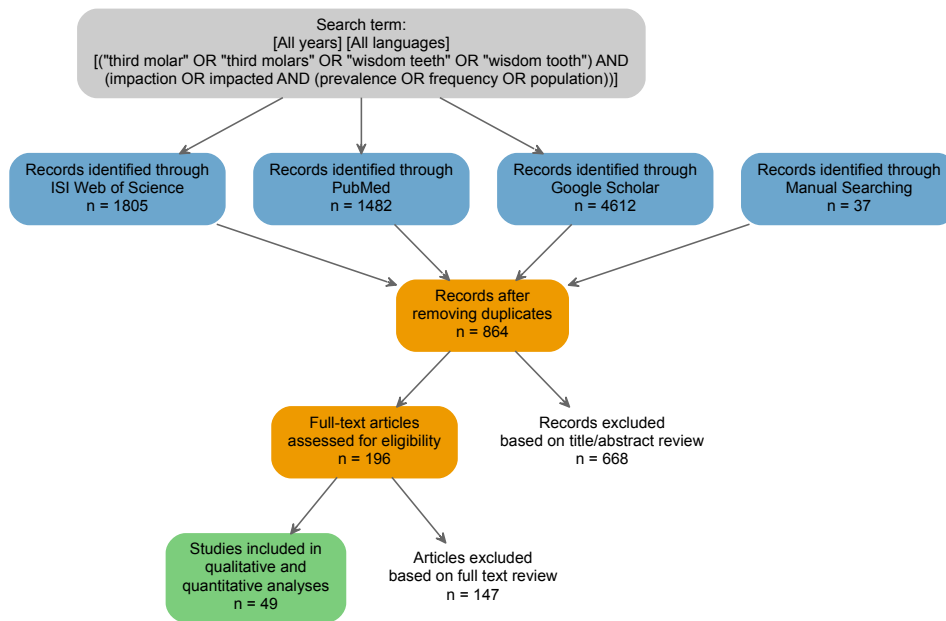 Search term:
[All years] [All languages]
[("third molar" OR "third molars" OR "wisdom teeth" OR "wisdom tooth") AND
(impaction OR impacted AND (prevalence OR frequency OR population))]
Records identified through
ISI Web of Science
n = 1805
Records identified through
PubMed
n = 1482
Records identified through
Google Scholar
n = 4612
Records identified through
Manual Searching
n = 37
Records after
removing duplicates
n = 864
Full-text articles
assessed for eligibility
n = 196
Records excluded
based on title/abstract review
n = 668
Studies included in
qualitative and
quantitative analyses
n = 49
Articles excluded
based on full text review
n = 147